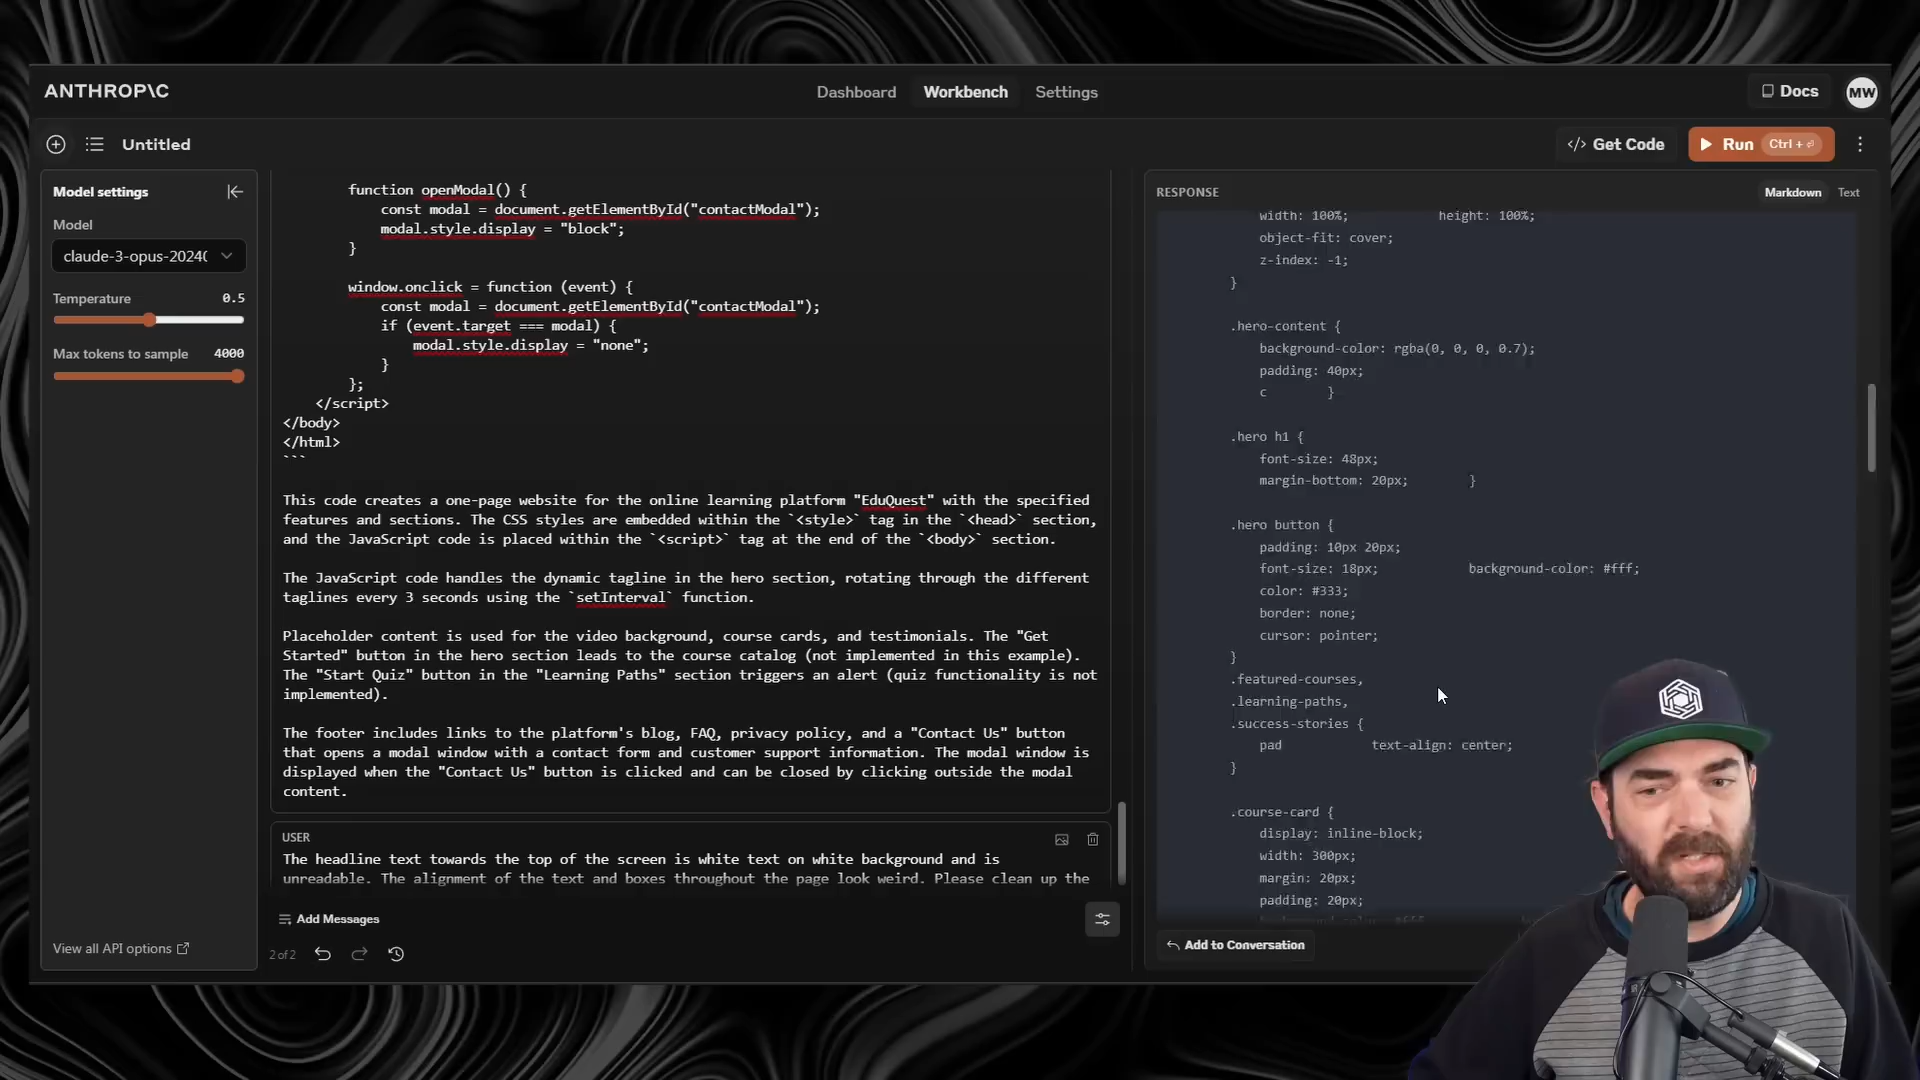 ANTHROP\C
Dashboard
Workbench
Settings
Docs
MW
Untitled
</> Get Code
Run
Ctrl + ⏎
Model settings
Model
claude-3-opus-2024(
Temperature
0.5
Max tokens to sample
4000
View all API options
function openModal() {
const modal = document.getElementById("contactModal");
modal.style.display = "block";
}
window.onclick = function (event) {
const modal = document.getElementById("contactModal");
if (event.target === modal) {
modal.style.display = "none";
}
};
</script>
</body>
</html>
```
This code creates a one-page website for the online learning platform "EduQuest" with the specified
features and sections. The CSS styles are embedded within the `<style>` tag in the `<head>` section,
and the JavaScript code is placed within the `<script>` tag at the end of the `<body>` section.
The JavaScript code handles the dynamic tagline in the hero section, rotating through the different
taglines every 3 seconds using the `setInterval` function.
Placeholder content is used for the video background, course cards, and testimonials. The "Get
Started" button in the hero section leads to the course catalog (not implemented in this example).
The "Start Quiz" button in the "Learning Paths" section triggers an alert (quiz functionality is not
implemented).
The footer includes links to the platform's blog, FAQ, privacy policy, and a "Contact Us" button
that opens a modal window with a contact form and customer support information. The modal window is
displayed when the "Contact Us" button is clicked and can be closed by clicking outside the modal
content.
USER
The headline text towards the top of the screen is white text on white background and is
unreadable. The alignment of the text and boxes throughout the page look weird. Please clean up the
Add Messages
2 of 2
RESPONSE
Markdown
Text
width: 100%; height: 100%;
object-fit: cover;
z-index: -1;
}
.hero-content {
background-color: rgba(0, 0, 0, 0.7);
padding: 40px;
c }
.hero h1 {
font-size: 48px;
margin-bottom: 20px; }
.hero button {
padding: 10px 20px;
font-size: 18px; background-color: #fff;
color: #333;
border: none;
cursor: pointer;
}
.featured-courses,
.learning-paths,
.success-stories {
pad text-align: center;
}
.course-card {
display: inline-block;
width: 300px;
margin: 20px;
padding: 20px;
Add to Conversation